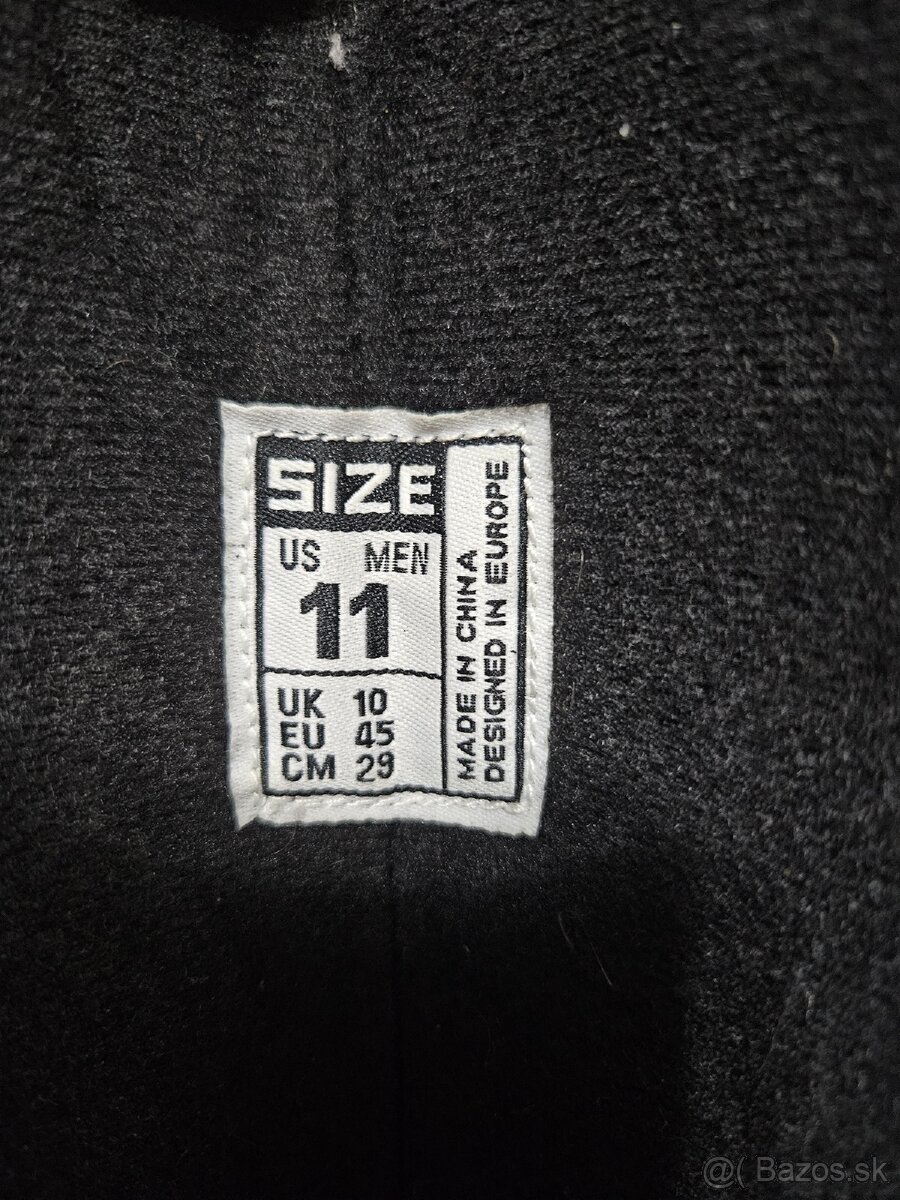 SIZE
US MEN
11
UK 10
EU 45
CM 29
MADE IN CHINA
DESIGNED IN EUROPE
@( Bazos.sk